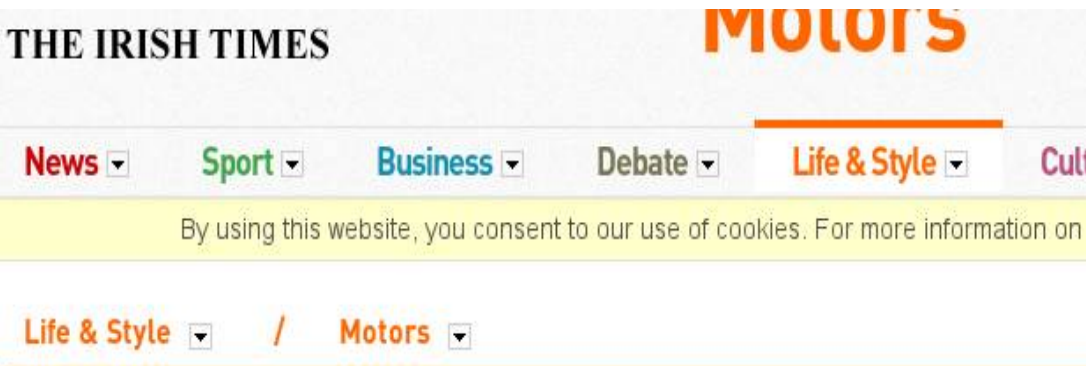 Motors
THE IRISH TIMES
News Sport Business Debate Life & Style Cult
By using this website, you consent to our use of cookies. For more information on
Life & Style / Motors